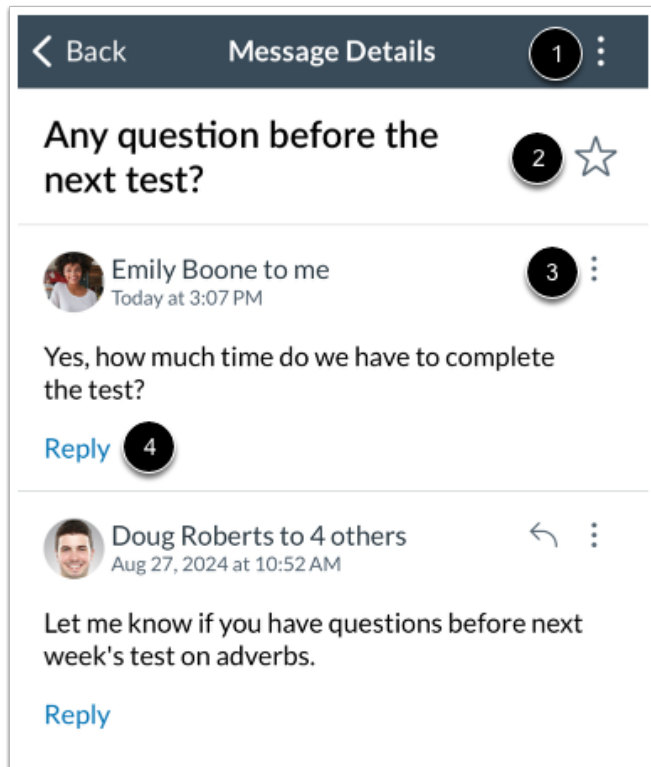 Back Message Details 1
Any question before the
next test?
2
Emily Boone to me
3
Today at 3:07 PM
Yes, how much time do we have to complete
the test?
Reply 4
Doug Roberts to 4 others
Aug 27, 2024 at 10:52 AM
Let me know if you have questions before next
week's test on adverbs.
Reply